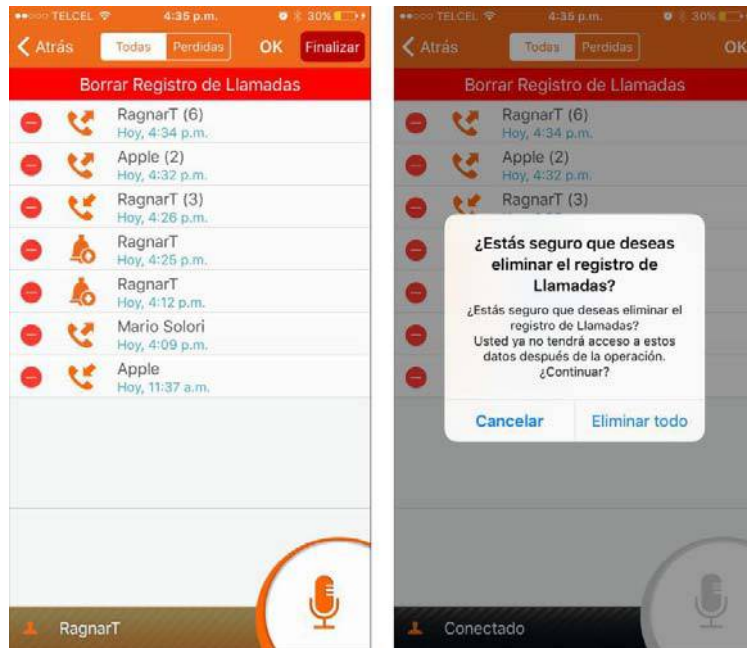 TELCEL 4:35 p.m. 30%
Atrás Todas Perdidas OK Finalizar
Borrar Registro de Llamadas
RagnarT (6)
Hoy, 4:34 p.m.
Apple (2)
Hoy, 4:32 p.m.
RagnarT (3)
Hoy, 4:26 p.m.
RagnarT
Hoy, 4:25 p.m.
RagnarT
Hoy, 4:12 p.m.
Mario Solori
Hoy, 4:09 p.m.
Apple
Hoy, 11:37 a.m.
RagnarT
TELCEL 4:35 p.m. 30%
Atrás Todas Perdidas OK
Borrar Registro de Llamadas
RagnarT (6)
Hoy, 4:34 p.m.
Apple (2)
Hoy, 4:32 p.m.
RagnarT (3)
¿Estás seguro que deseas
eliminar el registro de
Llamadas?
¿Estás seguro que deseas eliminar el
registro de Llamadas?
Usted ya no tendrá acceso a estos
datos después de la operación.
¿Continuar?
Cancelar Eliminar todo
Conectado